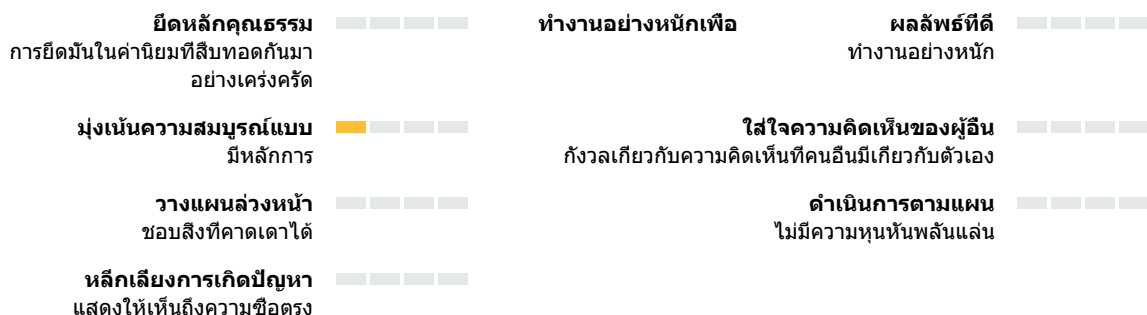 ยึดหลักคุณธรรม
การยึดมั่นในค่านิยมที่สืบทอดกันมา
อย่างเคร่งครัด
มุ่งเน้นความสมบูรณ์แบบ
มีหลักการ
วางแผนล่วงหน้า
ชอบสิ่งที่คาดเดาได้
หลีกเลี่ยงการเกิดปัญหา
แสดงให้เห็นถึงความซื่อตรง
ทำงานอย่างหนักเพื่อ ผลลัพธ์ที่ดี
ทำงานอย่างหนัก
ใส่ใจความคิดเห็นของผู้อื่น
กังวลเกี่ยวกับความคิดเห็นที่คนอื่นมีเกี่ยวกับตัวเอง
ดำเนินการตามแผน
ไม่มีความหุนหันพลันแล่น